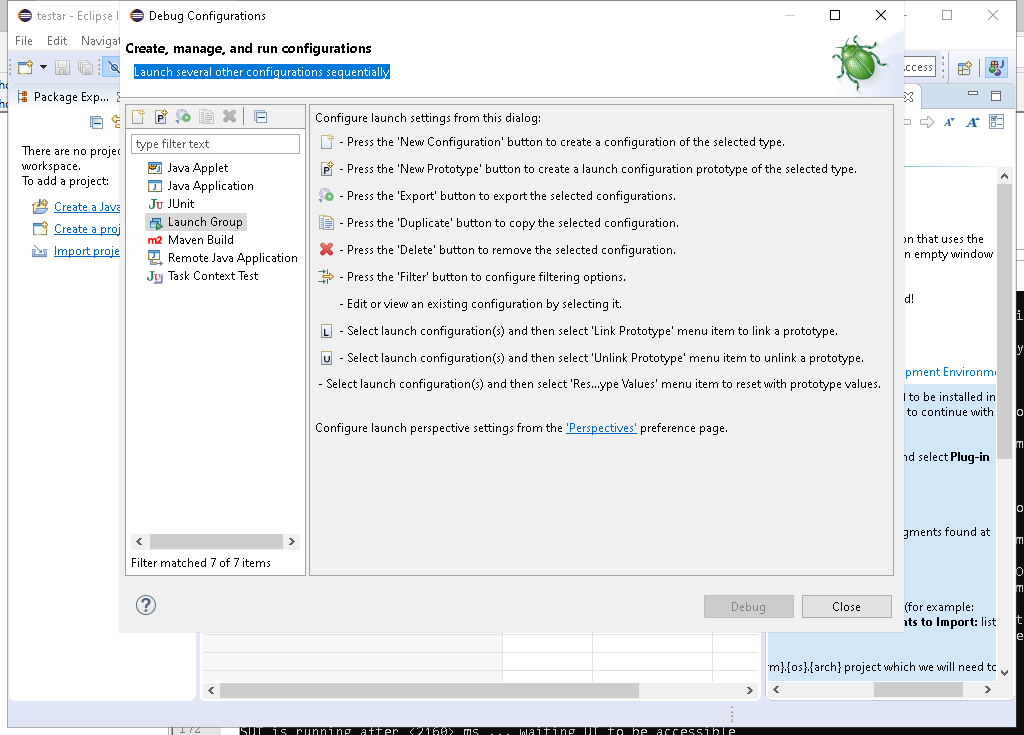 testar - Eclipse
Debug Configurations
File Edit Navigat
Create, manage, and run configurations
Launch several other configurations sequentially
Package Exp...
There are no projec
workspace.
To add a project:
Create a Java
Create a proj
Import proje
type filter text
Java Applet
Java Application
JUnit
Launch Group
Maven Build
Remote Java Application
Task Context Test
Filter matched 7 of 7 items
Configure launch settings from this dialog:
- Press the 'New Configuration' button to create a configuration of the selected type.
- Press the 'New Prototype' button to create a launch configuration prototype of the selected type.
- Press the 'Export' button to export the selected configurations.
- Press the 'Duplicate' button to copy the selected configuration.
- Press the 'Delete' button to remove the selected configuration.
- Press the 'Filter' button to configure filtering options.
- Edit or view an existing configuration by selecting it.
- Select launch configuration(s) and then select 'Link Prototype' menu item to link a prototype.
- Select launch configuration(s) and then select 'Unlink Prototype' menu item to unlink a prototype.
- Select launch configuration(s) and then select 'Res...ype Values' menu item to reset with prototype values.
Configure launch perspective settings from the 'Perspectives' preference page.
Debug
Close
ccess
on that uses the
n empty window
d!
pment Environme
to be installed in
to continue with
nd select Plug-in
gments found at
(for example:
nts to Import: list
rm}.{os}.{arch} project which we will need to
172
SUT is running after <2160> ms ... waiting UI to be accessible